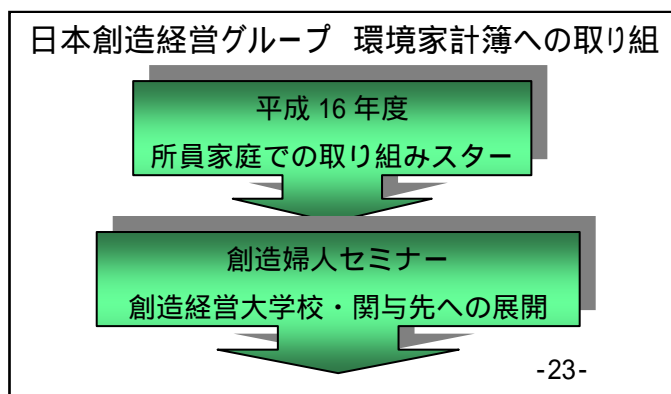 日本創造経営グループ 環境家計簿への取り組
平成 16 年度
所員家庭での取り組みスター
創造婦人セミナー
創造経営大学校・関与先への展開
-23-